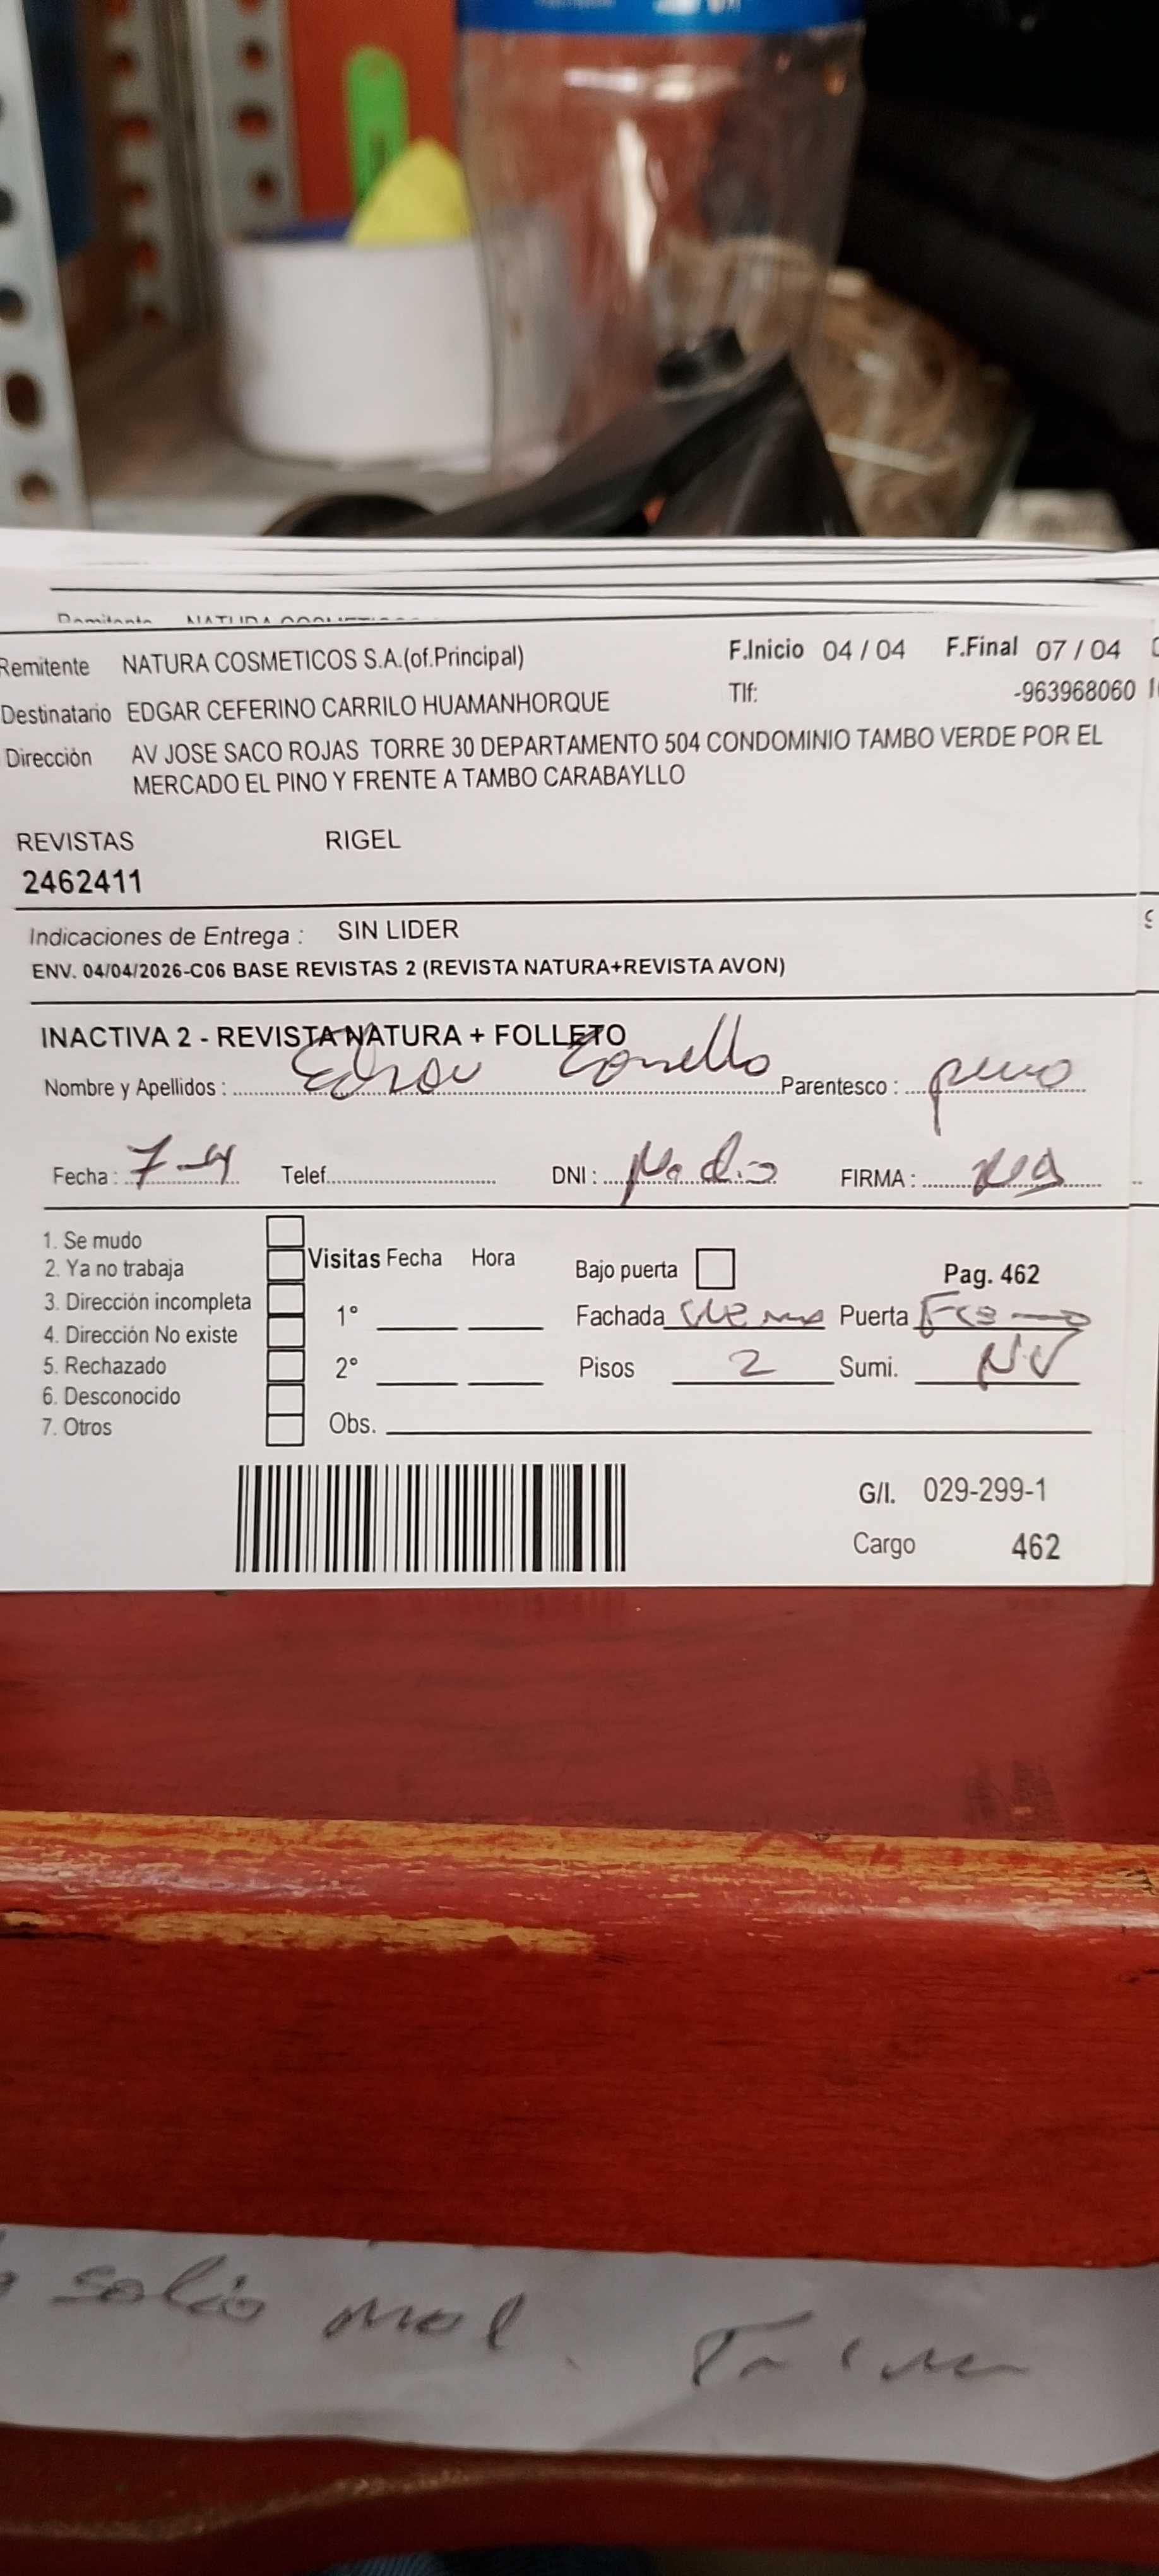 Remitente NATURA COSMETICOS S.A.(of.Principal) F.Inicio 04 / 04 F.Final 07 / 04
Destinatario EDGAR CEFERINO CARRILO HUAMANHORQUE Tlf: -963968060
Dirección AV JOSE SACO ROJAS TORRE 30 DEPARTAMENTO 504 CONDOMINIO TAMBO VERDE POR EL
MERCADO EL PINO Y FRENTE A TAMBO CARABAYLLO
REVISTAS RIGEL
2462411
Indicaciones de Entrega : SIN LIDER
ENV. 04/04/2026-C06 BASE REVISTAS 2 (REVISTA NATURA+REVISTA AVON)
INACTIVA 2 - REVISTA NATURA + FOLLETO
Nombre y Apellidos : Parentesco :
Fecha : 7-4 Telef. DNI : FIRMA :
1. Se mudo
2. Ya no trabaja
3. Dirección incompleta
4. Dirección No existe
5. Rechazado
6. Desconocido
7. Otros
Visitas Fecha Hora
1°
2°
Obs.
Bajo puerta Pag. 462
Fachada Puerta
Pisos 2 Sumi. NV
G/I. 029-299-1
Cargo 462
salio mal